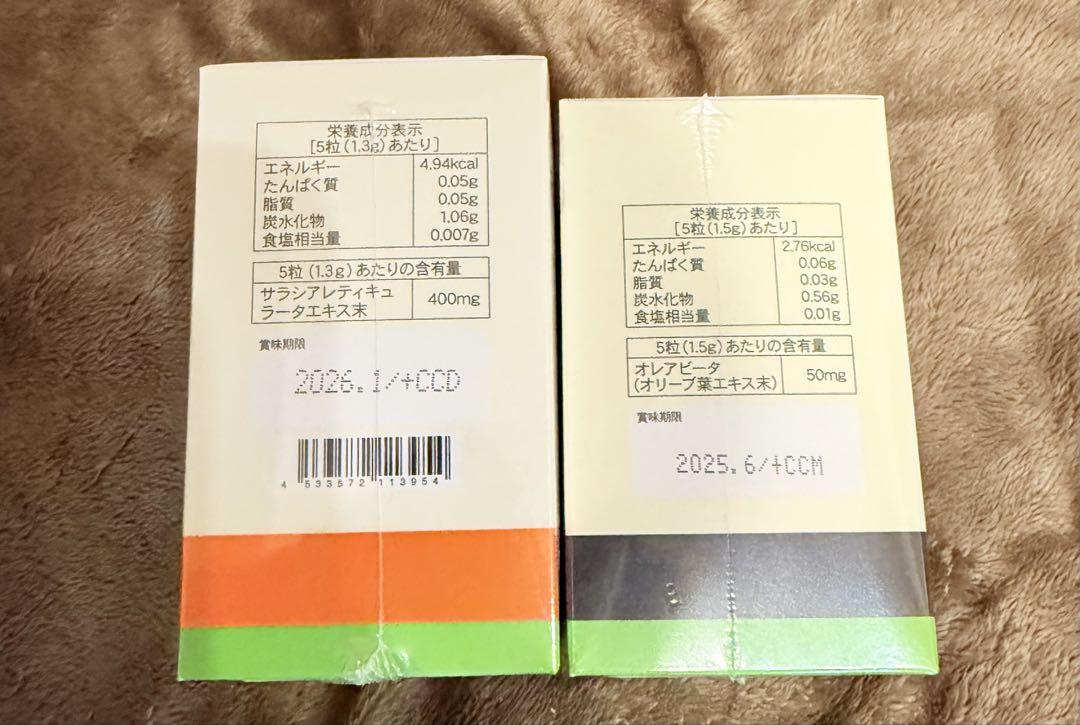 栄養成分表示
[5粒(1.3g)あたり]
エネルギー 4.94kcal
たんぱく質 0.05g
脂質 0.05g
炭水化物 1.06g
食塩相当量 0.007g
5粒(1.3g)あたりの含有量
サラシアレティキュ
ラータエキス末 400mg
賞味期限
2026.1/+CCD
4 533572 113954
栄養成分表示
[5粒(1.5g)あたり]
エネルギー 2.76kcal
たんぱく質 0.06g
脂質 0.03g
炭水化物 0.56g
食塩相当量 0.01g
5粒(1.5g)あたりの含有量
オレアビータ
(オリーブ葉エキス末) 50mg
賞味期限
2025.6/+CCM